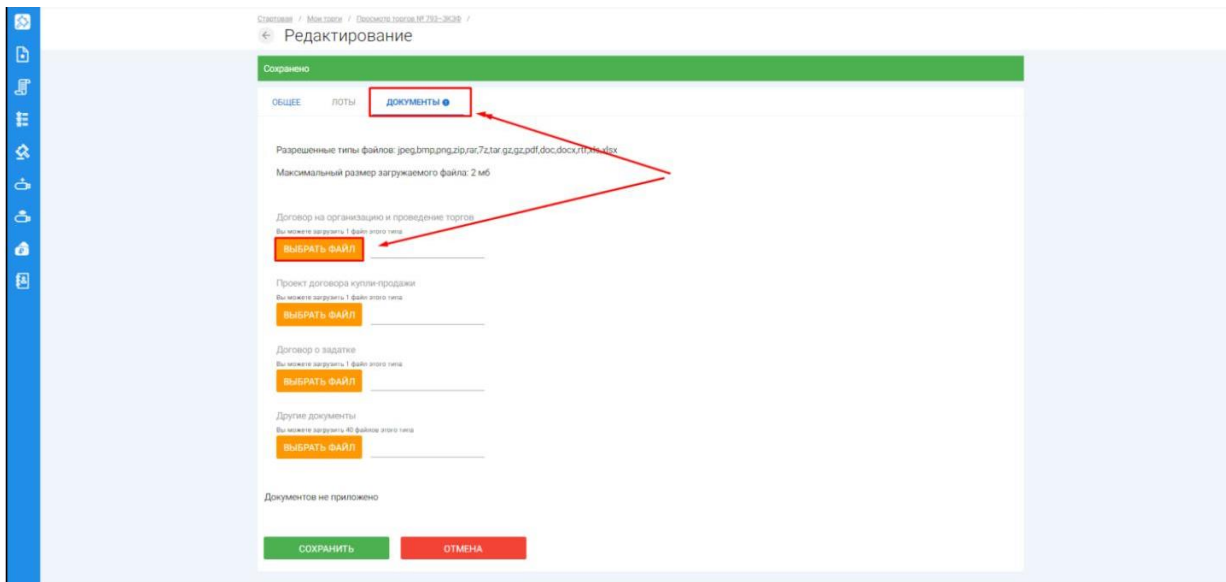 Стартовая / Мои торги / Просмотр торгов № 793-ЗКЭФ /
Редактирование
Сохранено
ОБЩЕЕ ЛОТЫ ДОКУМЕНТЫ
Разрешенные типы файлов: jpeg,bmp,png,zip,rar,7z,tar.gz,gz,pdf,doc,docx,rtf,xls,xlsx
Максимальный размер загружаемого файла: 2 мб
Договор на организацию и проведение торгов
Вы можете загрузить 1 файл этого типа
ВЫБРАТЬ ФАЙЛ
Проект договора купли-продажи
Вы можете загрузить 1 файл этого типа
ВЫБРАТЬ ФАЙЛ
Договор о задатке
Вы можете загрузить 1 файл этого типа
ВЫБРАТЬ ФАЙЛ
Другие документы
Вы можете загрузить 40 файлов этого типа
ВЫБРАТЬ ФАЙЛ
Документов не приложено
СОХРАНИТЬ ОТМЕНА